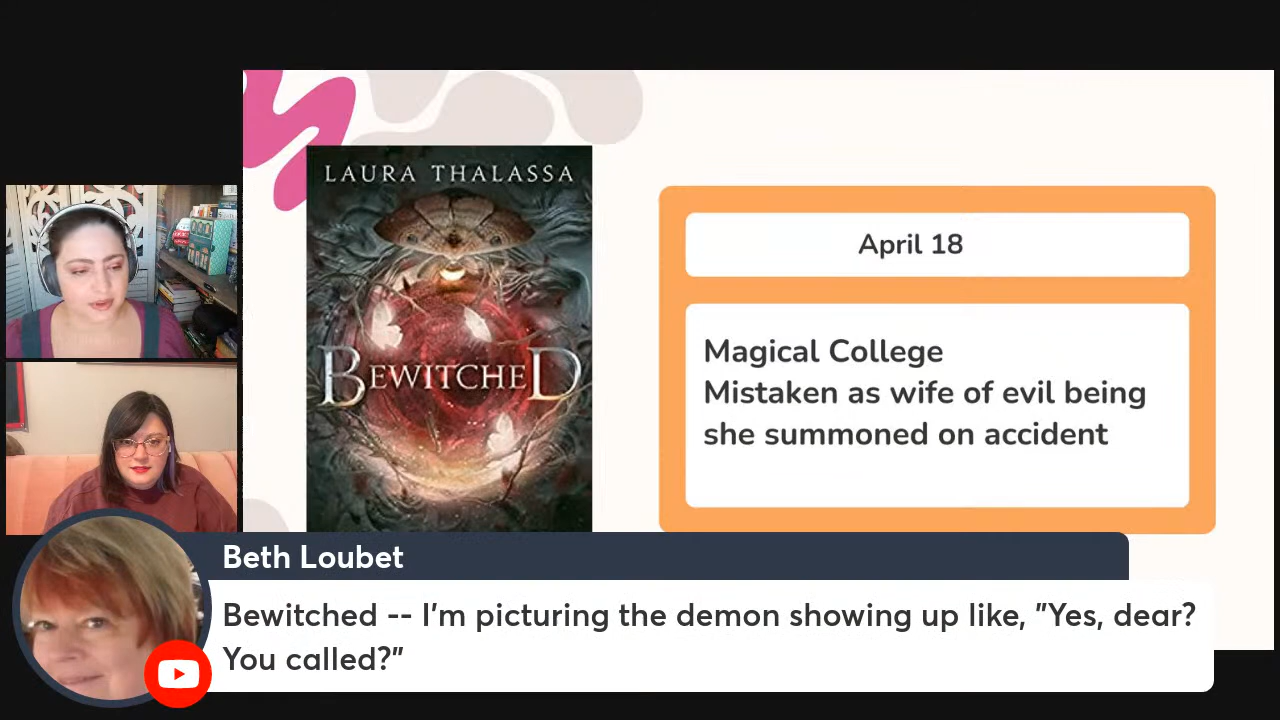 LAURA THALASSA
BEWITCHED
April 18
Magical College
Mistaken as wife of evil being
she summoned on accident
Beth Loubet
Bewitched -- I'm picturing the demon showing up like, "Yes, dear?
You called?"